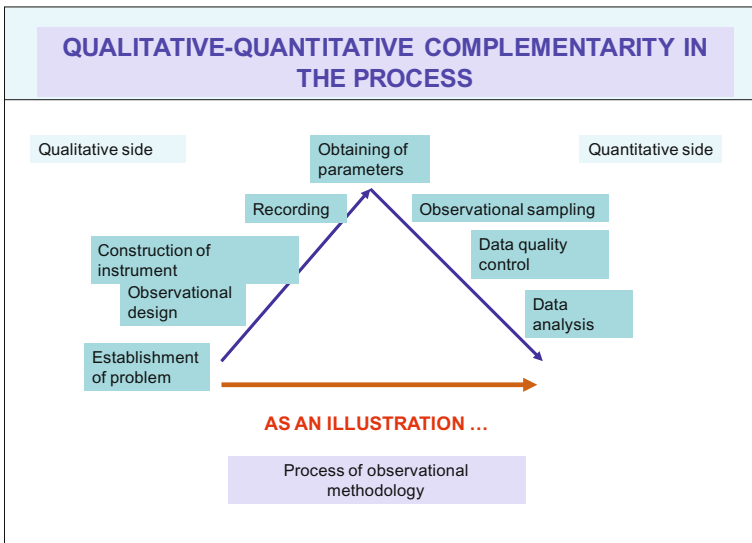 QUALITATIVE-QUANTITATIVE COMPLEMENTARITY IN
THE PROCESS
Qualitative side
Obtaining of
parameters
Quantitative side
Recording
Observational sampling
Construction of
instrument
Data quality
control
Observational
design
Data
analysis
Establishment
of problem
AS AN ILLUSTRATION ...
Process of observational
methodology